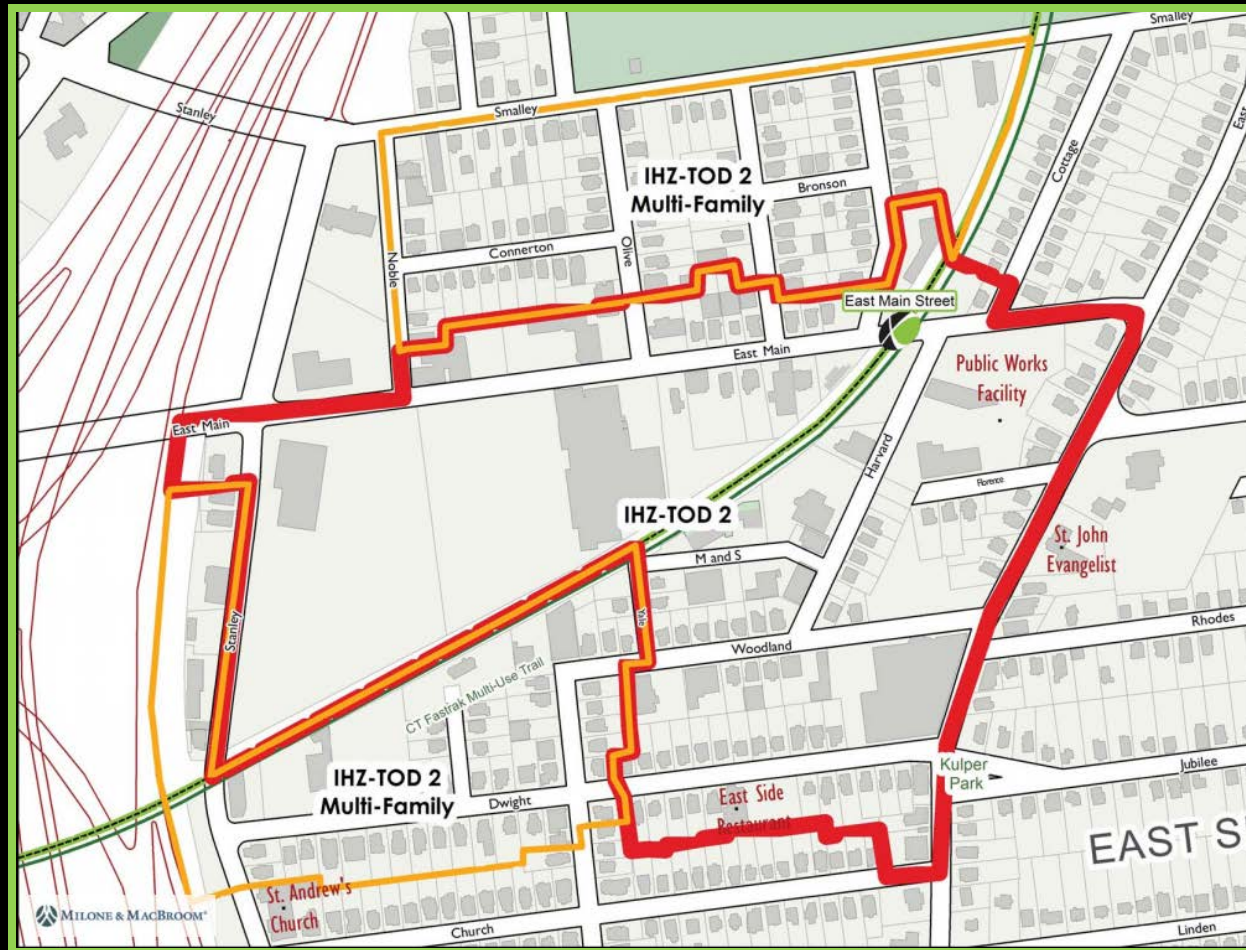 Smalley
Stanley
Smalley
Cottage
East
East
IHZ-TOD 2
Multi-Family
Bronson
Connerton
Olive
Noble
East Main Street
East Main
Public Works
Facility
East Main
Harvard
Florence
IHZ-TOD 2
St. John
Evangelist
M and S
Yale
Stanley
Woodland
Rhodes
CT Fastrak Multi-Use Trail
IHZ-TOD 2
Multi-Family
Dwight
Kulper
Park
Jubilee
East Side
Restaurant
EAST S
St. Andrew's
Church
MILONE & MACBROOM®
Church
Linden